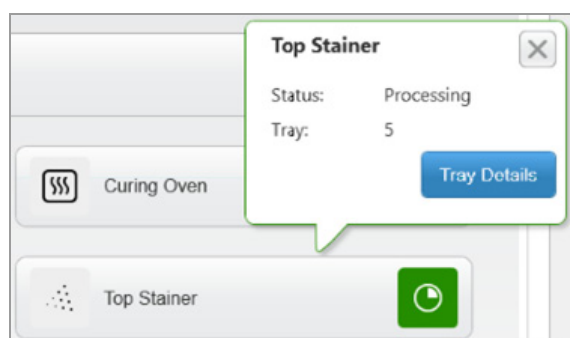 Top Stainer
Status: Processing
Tray: 5
Tray Details
Curing Oven
Top Stainer